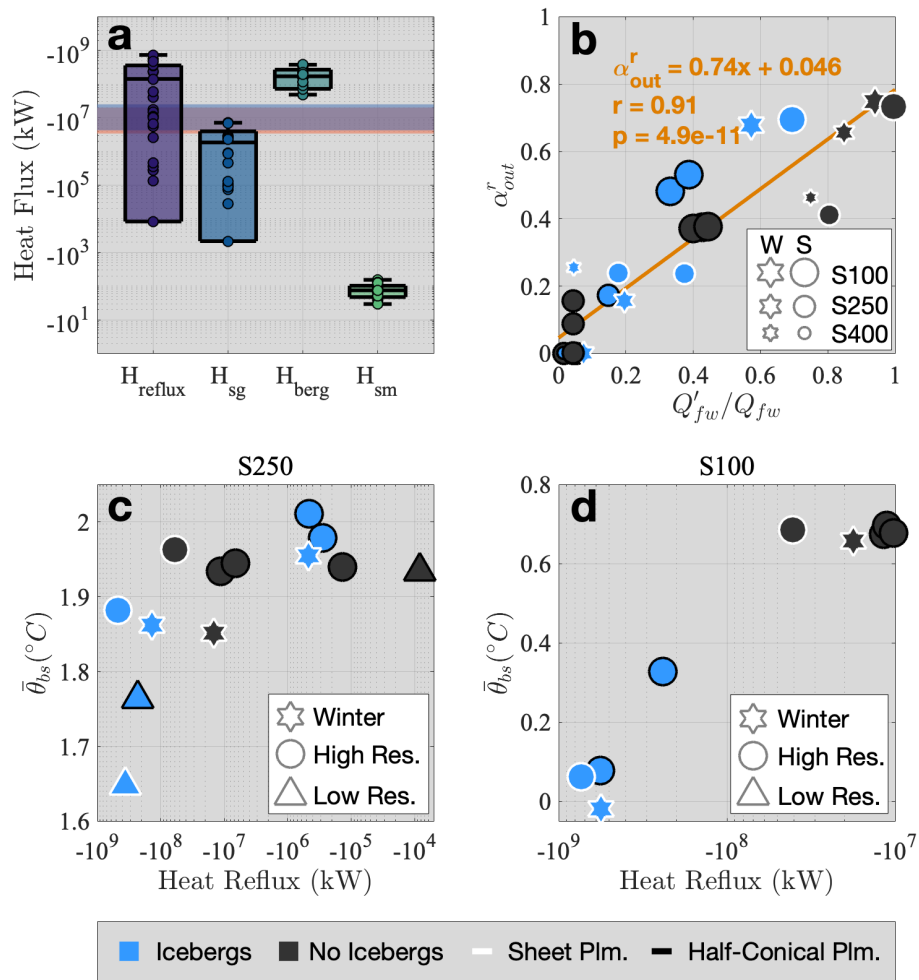 a
-10^9
-10^7
-10^5
-10^3
-10^1
Heat Flux (kW)
H_reflux H_sg H_berg H_sm
b
α^r_out = 0.74x + 0.046
r = 0.91
p = 4.9e-11
1
0.8
0.6
0.4
0.2
0
α^r_out
W S
S100
S250
S400
0 0.2 0.4 0.6 0.8 1
Q'_fw/Q_fw
S250
c
2
1.9
1.8
1.7
1.6
θ̄_bs(°C)
Winter
High Res.
Low Res.
-10^9 -10^8 -10^7 -10^6 -10^5 -10^4
Heat Reflux (kW)
S100
d
0.8
0.6
0.4
0.2
0
θ̄_bs(°C)
Winter
High Res.
Low Res.
-10^9 -10^8 -10^7
Heat Reflux (kW)
Icebergs No Icebergs Sheet Plm. Half-Conical Plm.